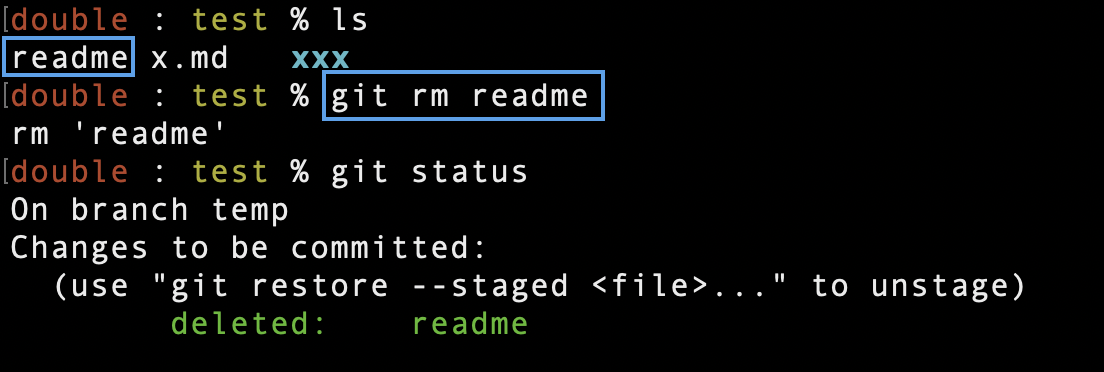 [double : test % ls
readme x.md xxx
[double : test % git rm readme
rm 'readme'
[double : test % git status
On branch temp
Changes to be committed:
(use "git restore --staged <file>..." to unstage)
deleted: readme